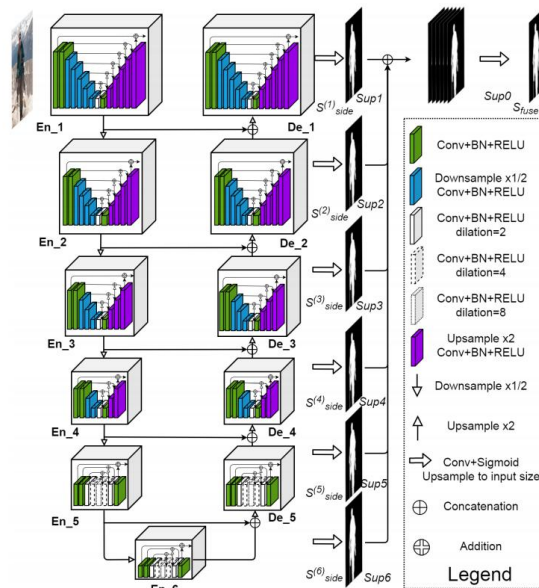 S(1)side
Sup1
Sup0
Sfuse
En_1
De_1
S(2)side
Sup2
En_2
De_2
S(3)side
Sup3
En_3
De_3
S(4)side
Sup4
En_4
De_4
S(5)side
Sup5
En_5
De_5
S(6)side
Sup6
Conv+BN+RELU
Downsample x1/2
Conv+BN+RELU
Conv+BN+RELU
dilation=2
Conv+BN+RELU
dilation=4
Conv+BN+RELU
dilation=8
Upsample x2
Conv+BN+RELU
Downsample x1/2
Upsample x2
Conv+Sigmoid
Upsample to input size
Concatenation
Addition
Legend